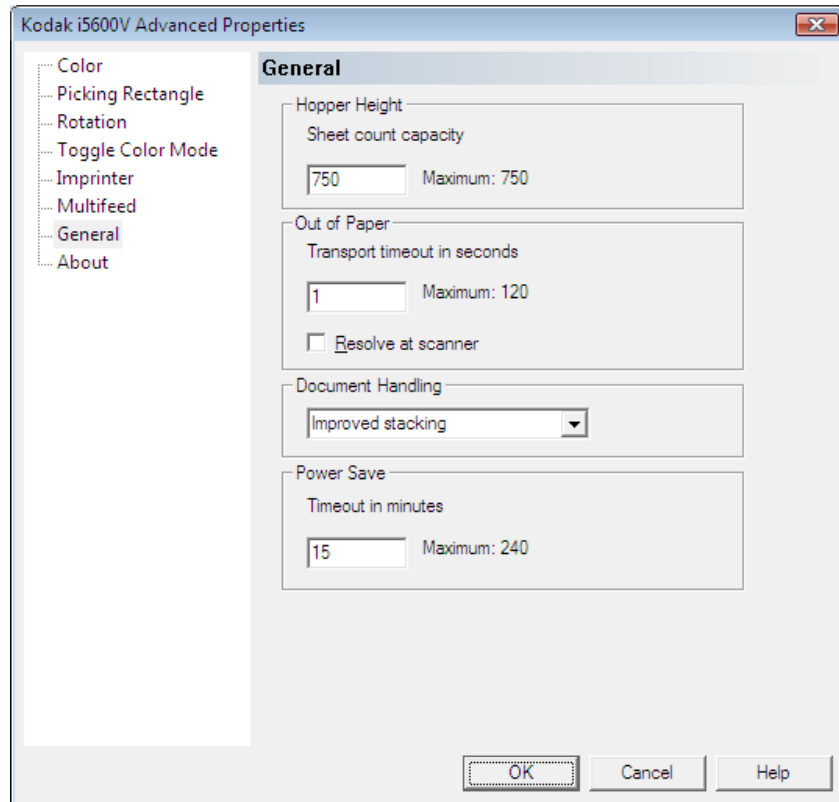 Kodak i5600V Advanced Properties
Color
Picking Rectangle
Rotation
Toggle Color Mode
Imprinter
Multifeed
General
About
General
Hopper Height
Sheet count capacity
750 Maximum: 750
Out of Paper
Transport timeout in seconds
1 Maximum: 120
Resolve at scanner
Document Handling
Improved stacking
Power Save
Timeout in minutes
15 Maximum: 240
OK Cancel Help